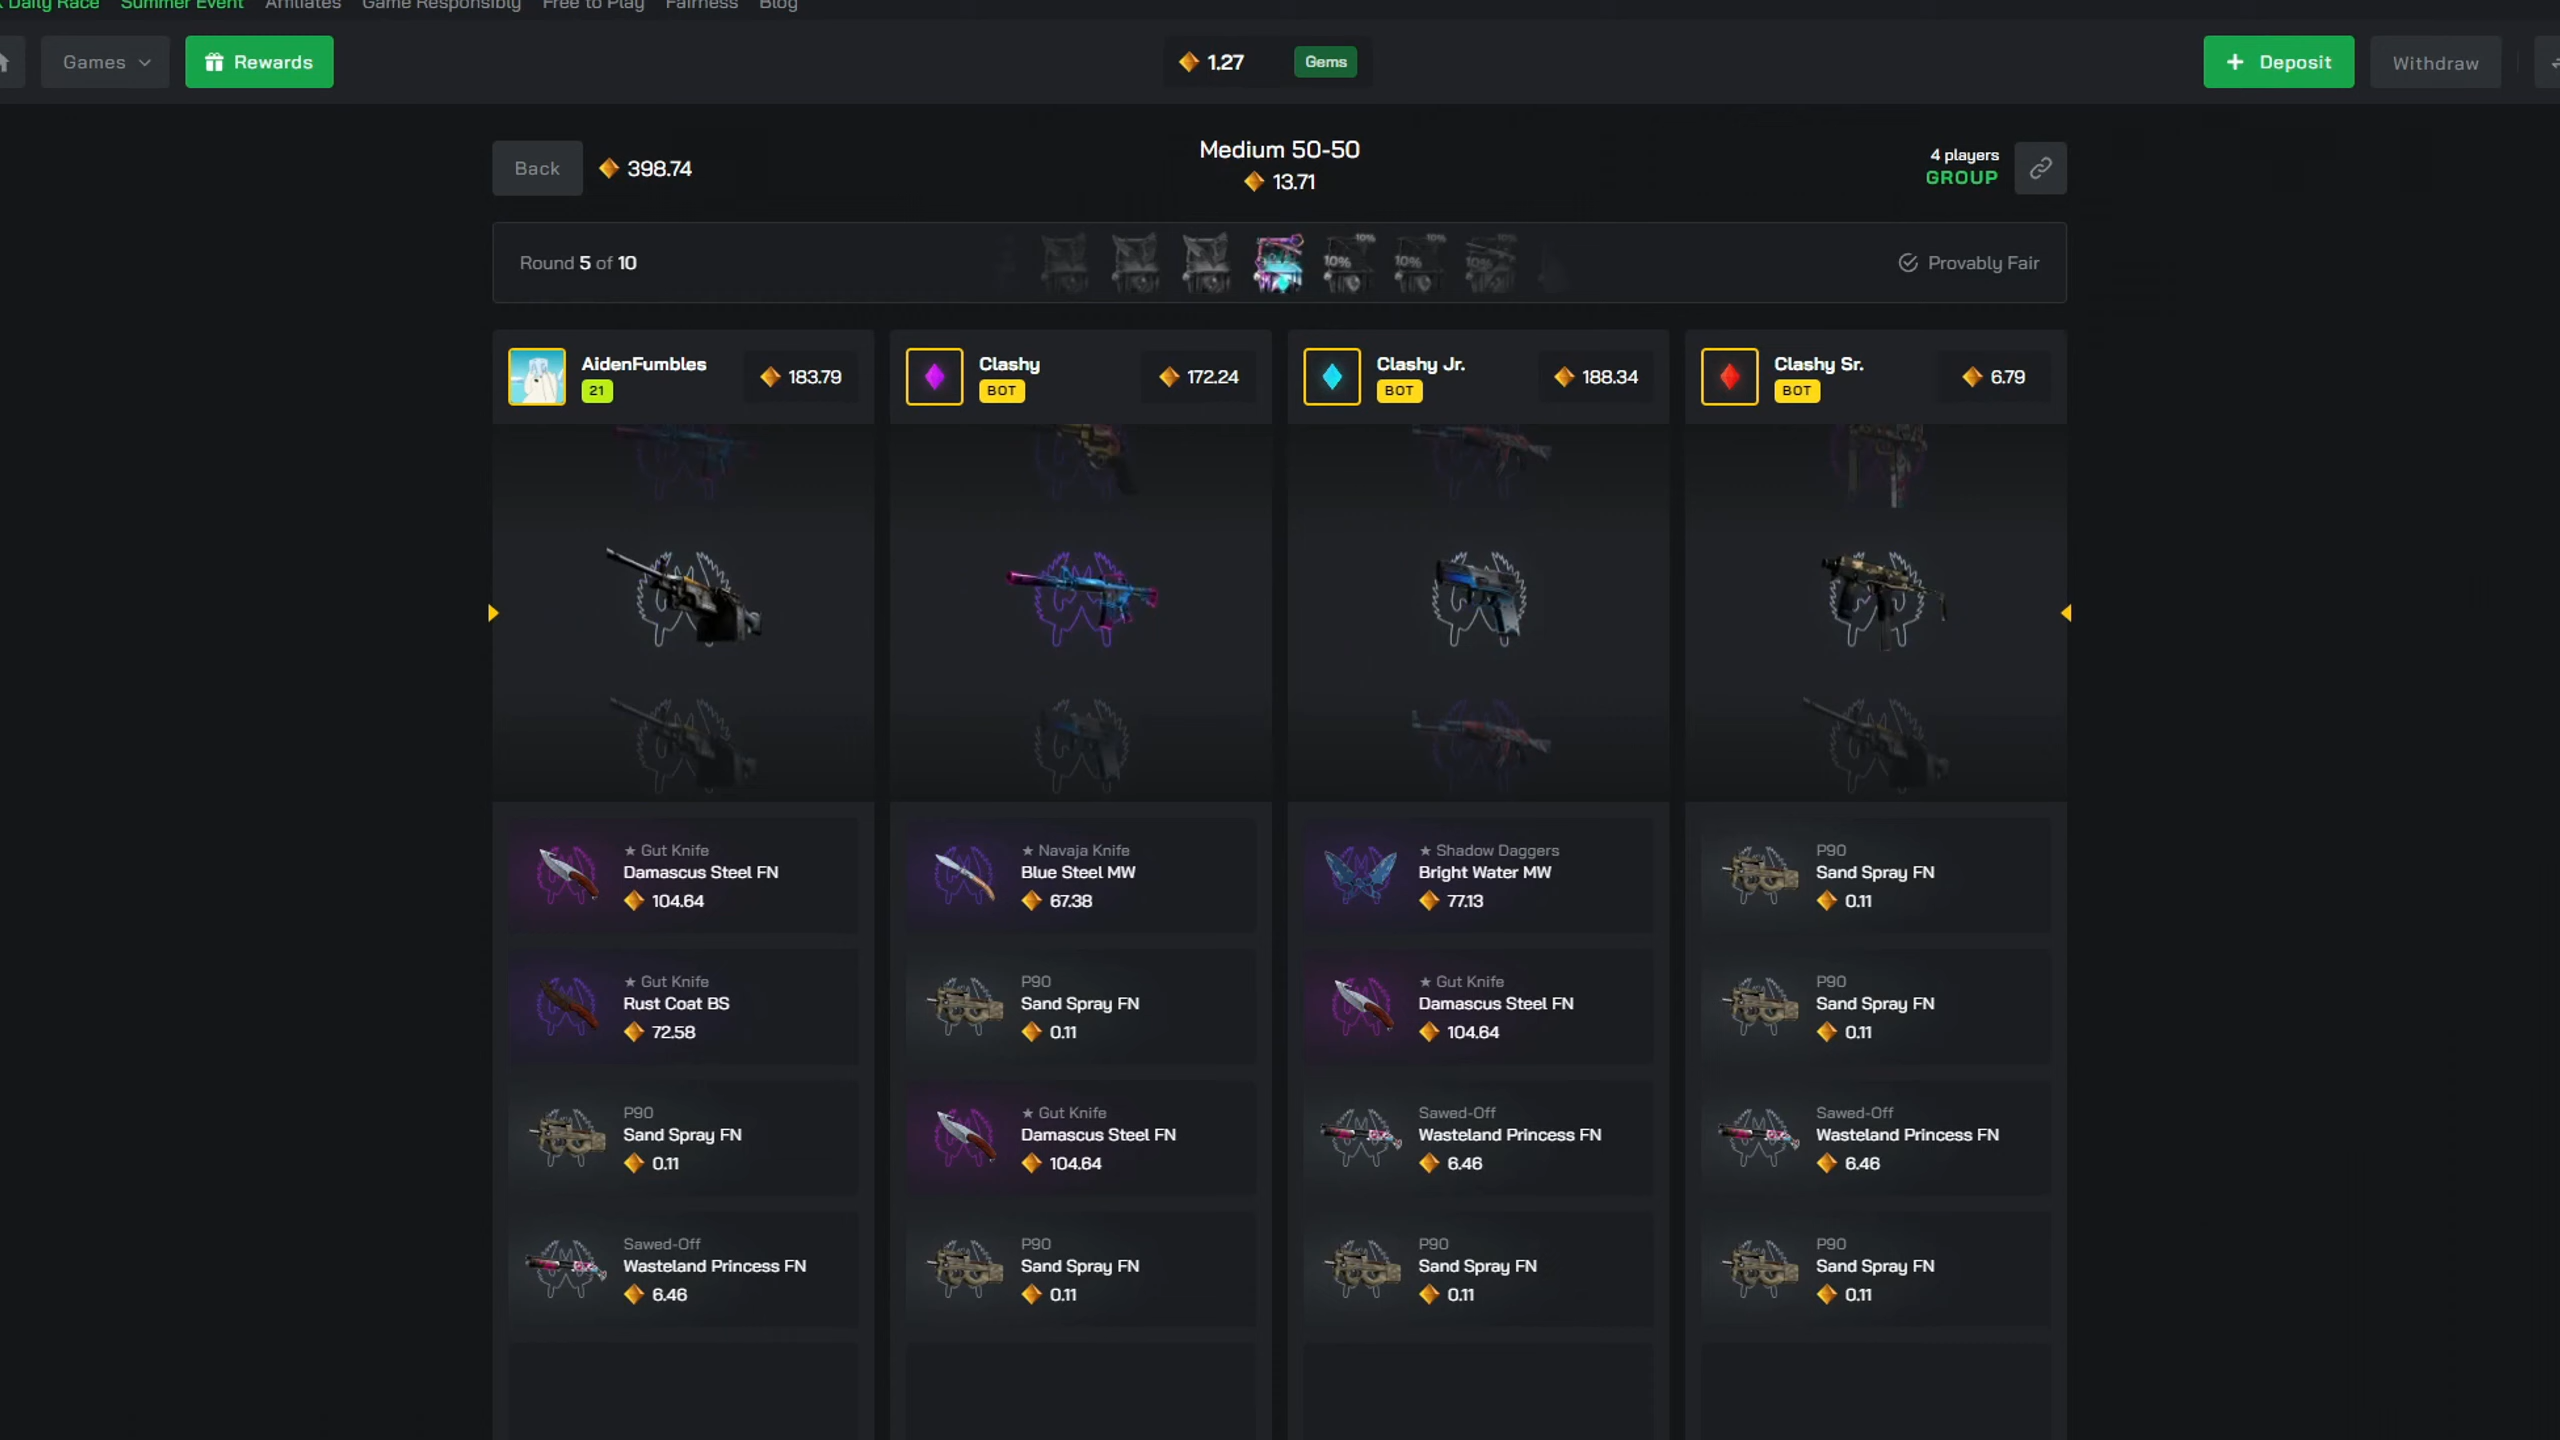 Daily Race Summer Event Affiliates Game Responsibly Free to Play Fairness Blog
Games Rewards 1.27 Gems + Deposit Withdraw
Back 398.74
Medium 50-50
13.71
4 players
GROUP
Round 5 of 10
10%
10%
10%
10%
10%
10%
Provably Fair
AidenFumbles
21
183.79
Clashy
BOT
172.24
Clashy Jr.
BOT
188.34
Clashy Sr.
BOT
6.79
★ Gut Knife
Damascus Steel FN
104.64
★ Navaja Knife
Blue Steel MW
67.38
★ Shadow Daggers
Bright Water MW
77.13
P90
Sand Spray FN
0.11
★ Gut Knife
Rust Coat BS
72.58
P90
Sand Spray FN
0.11
★ Gut Knife
Damascus Steel FN
104.64
P90
Sand Spray FN
0.11
P90
Sand Spray FN
0.11
★ Gut Knife
Damascus Steel FN
104.64
Sawed-Off
Wasteland Princess FN
6.46
Sawed-Off
Wasteland Princess FN
6.46
Sawed-Off
Wasteland Princess FN
6.46
P90
Sand Spray FN
0.11
P90
Sand Spray FN
0.11
P90
Sand Spray FN
0.11